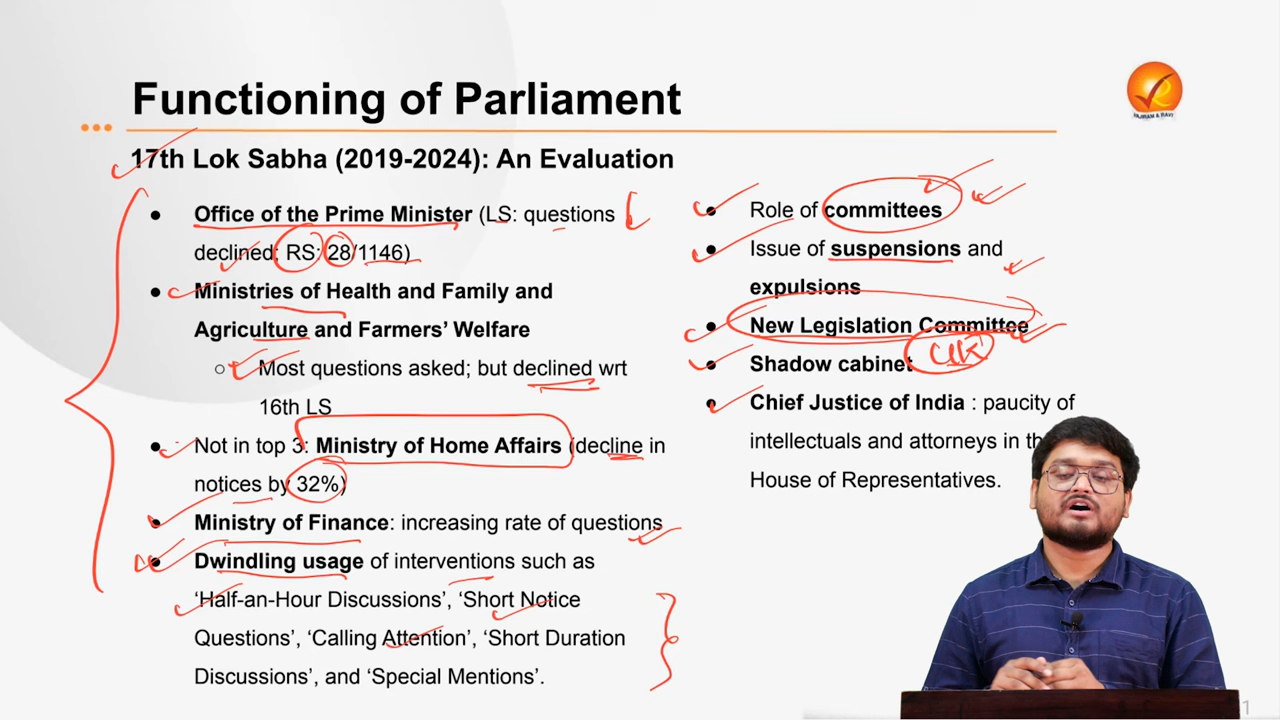 Functioning of Parliament
VAJIRAM & RAVI
17th Lok Sabha (2019-2024): An Evaluation
● Office of the Prime Minister (LS: questions
declined; RS: 28/1146)
● Ministries of Health and Family and
Agriculture and Farmers’ Welfare
○ Most questions asked; but declined wrt
16th LS
● Not in top 3: Ministry of Home Affairs (decline in
notices by 32%)
● Ministry of Finance: increasing rate of questions
● Dwindling usage of interventions such as
‘Half-an-Hour Discussions’, ‘Short Notice
Questions’, ‘Calling Attention’, ‘Short Duration
Discussions’, and ‘Special Mentions’.
● Role of committees
● Issue of suspensions and
expulsions
● New Legislation Committee
● Shadow cabinet UK
● Chief Justice of India : paucity of
intellectuals and attorneys in th
House of Representatives.
1